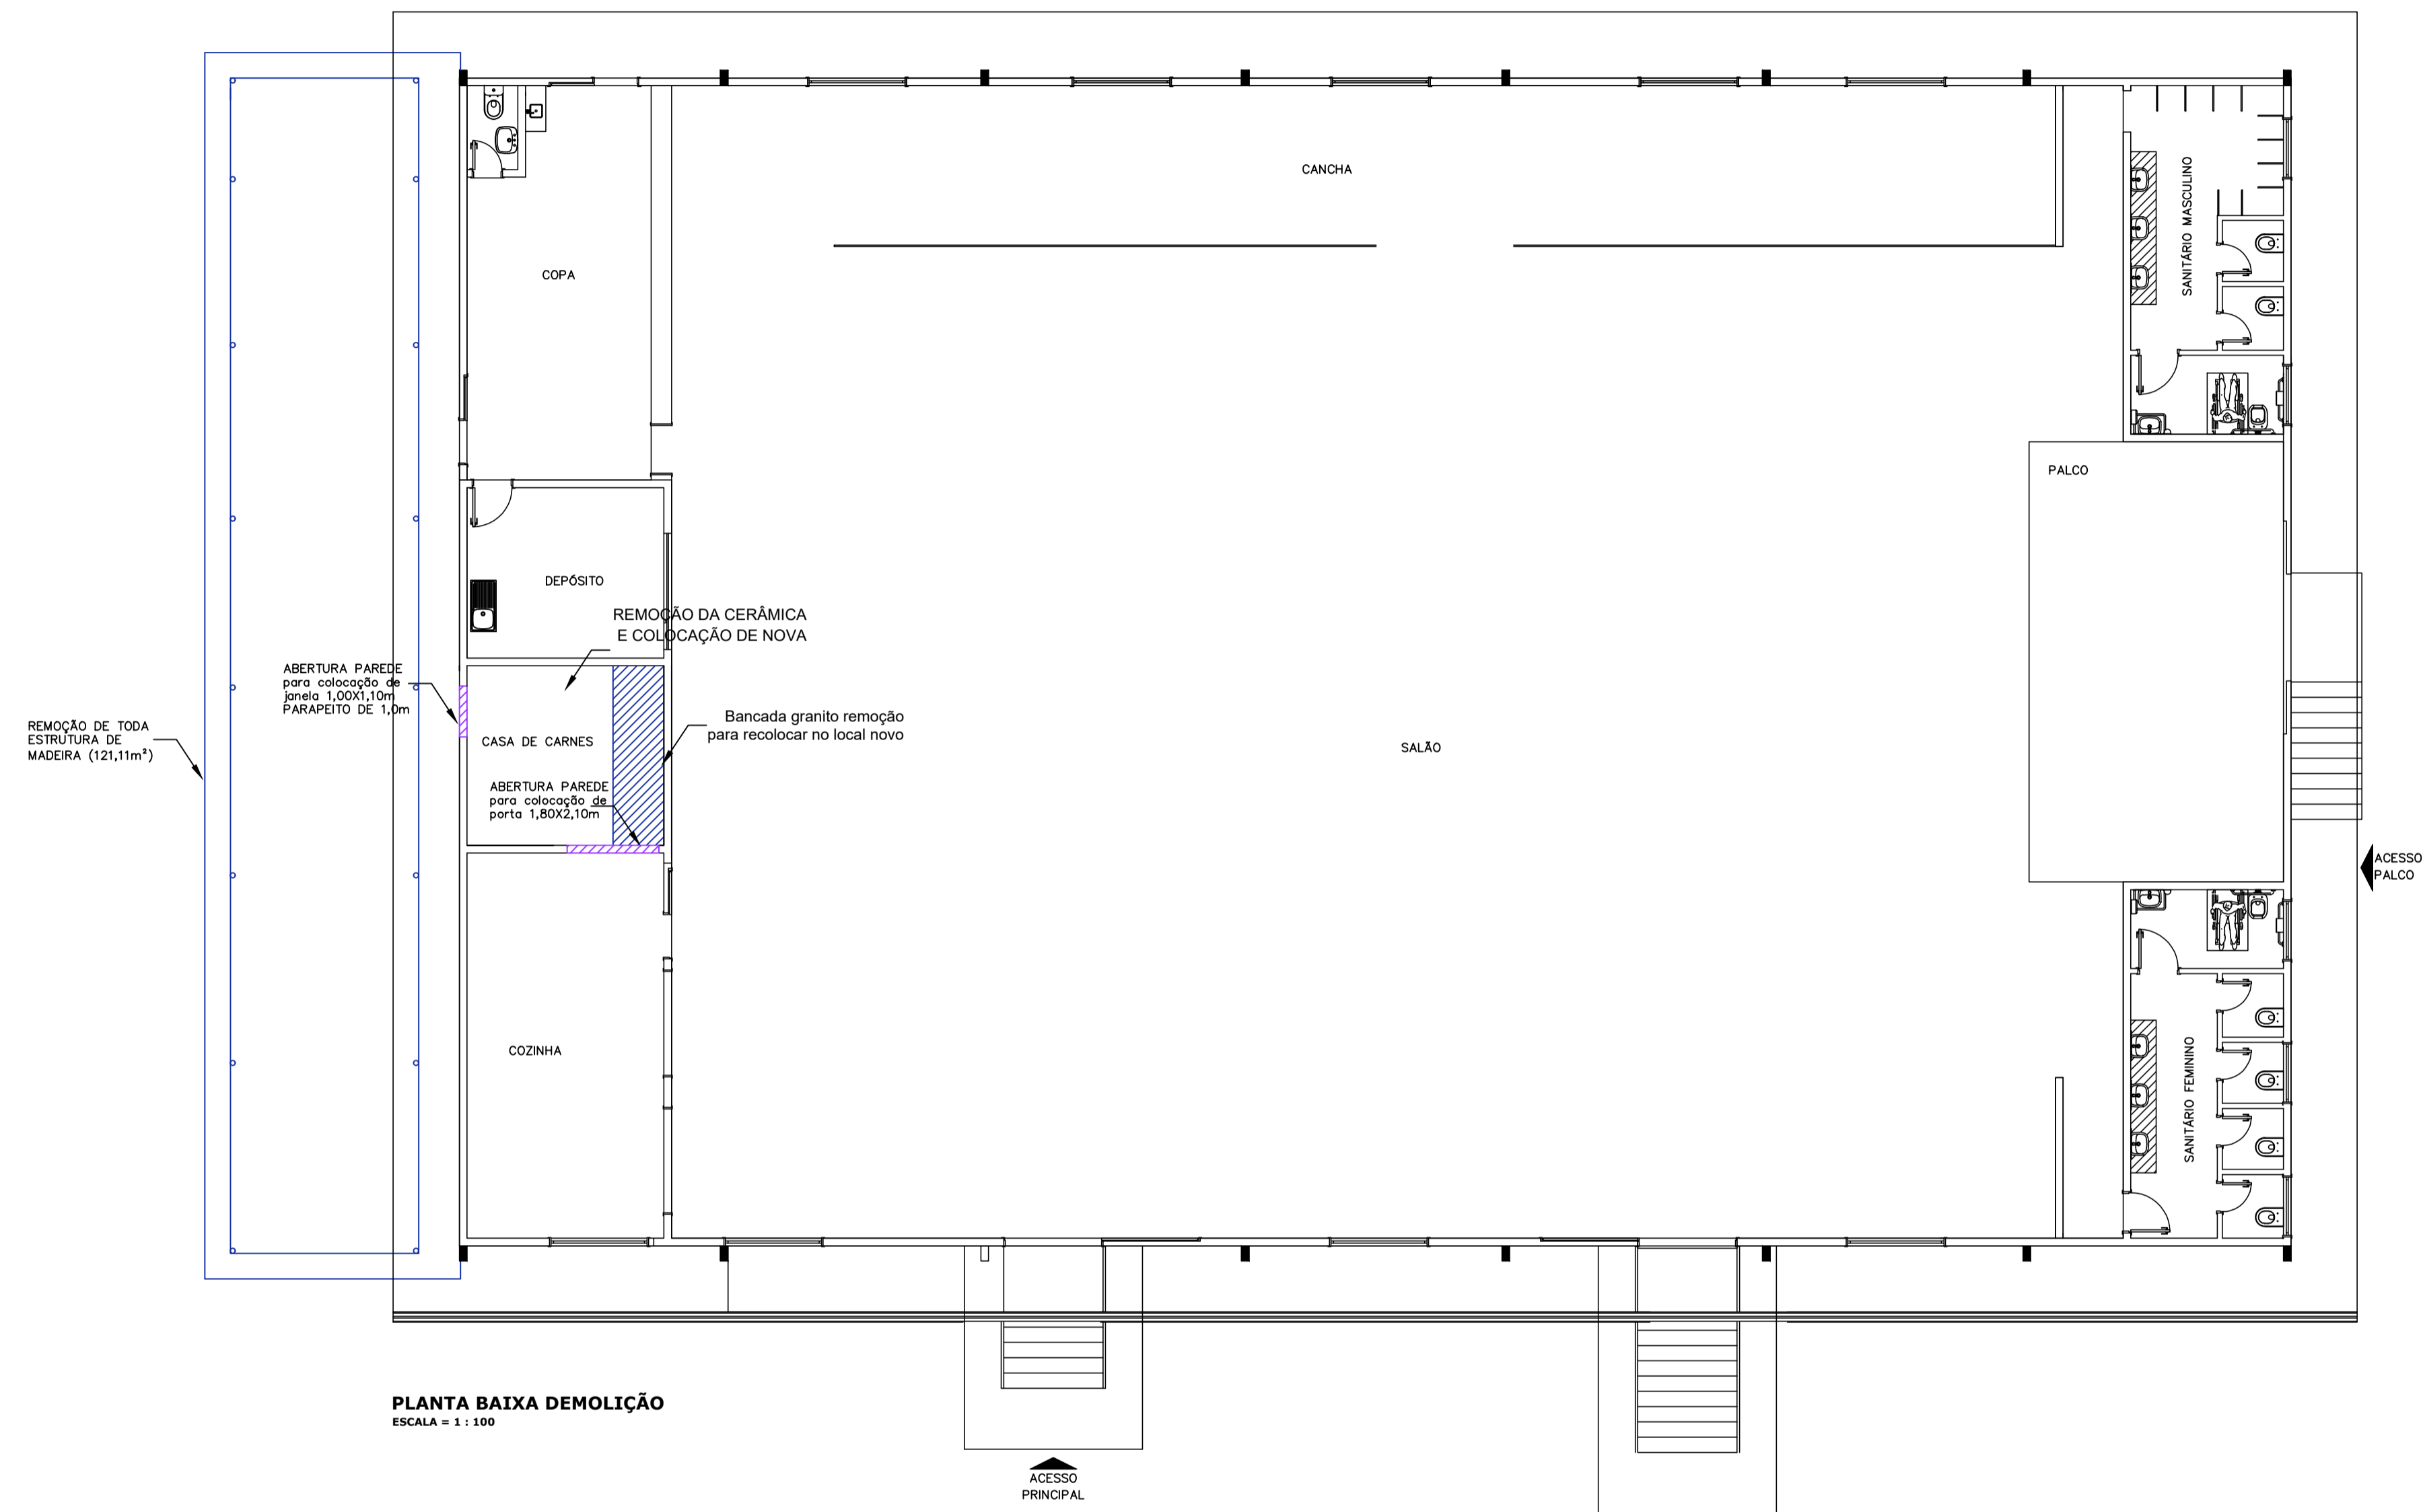 CANCHA
SANITÁRIO MASCULINO
COPA
PALCO
DEPÓSITO
REMOÇÃO DA CERÂMICA
E COLOCAÇÃO DE NOVA
ABERTURA PAREDE
para colocação de
janela 1,00X1,10m
PARAPEITO DE 1,0m
REMOÇÃO DE TODA
ESTRUTURA DE
MADEIRA (121,11m²)
Bancada granito remoção
para recolocar no local novo
CASA DE CARNES
SALÃO
ABERTURA PAREDE
para colocação de
porta 1,80X2,10m
ACESSO
PALCO
COZINHA
SANITÁRIO FEMININO
PLANTA BAIXA DEMOLIÇÃO
ESCALA = 1 : 100
ACESSO
PRINCIPAL